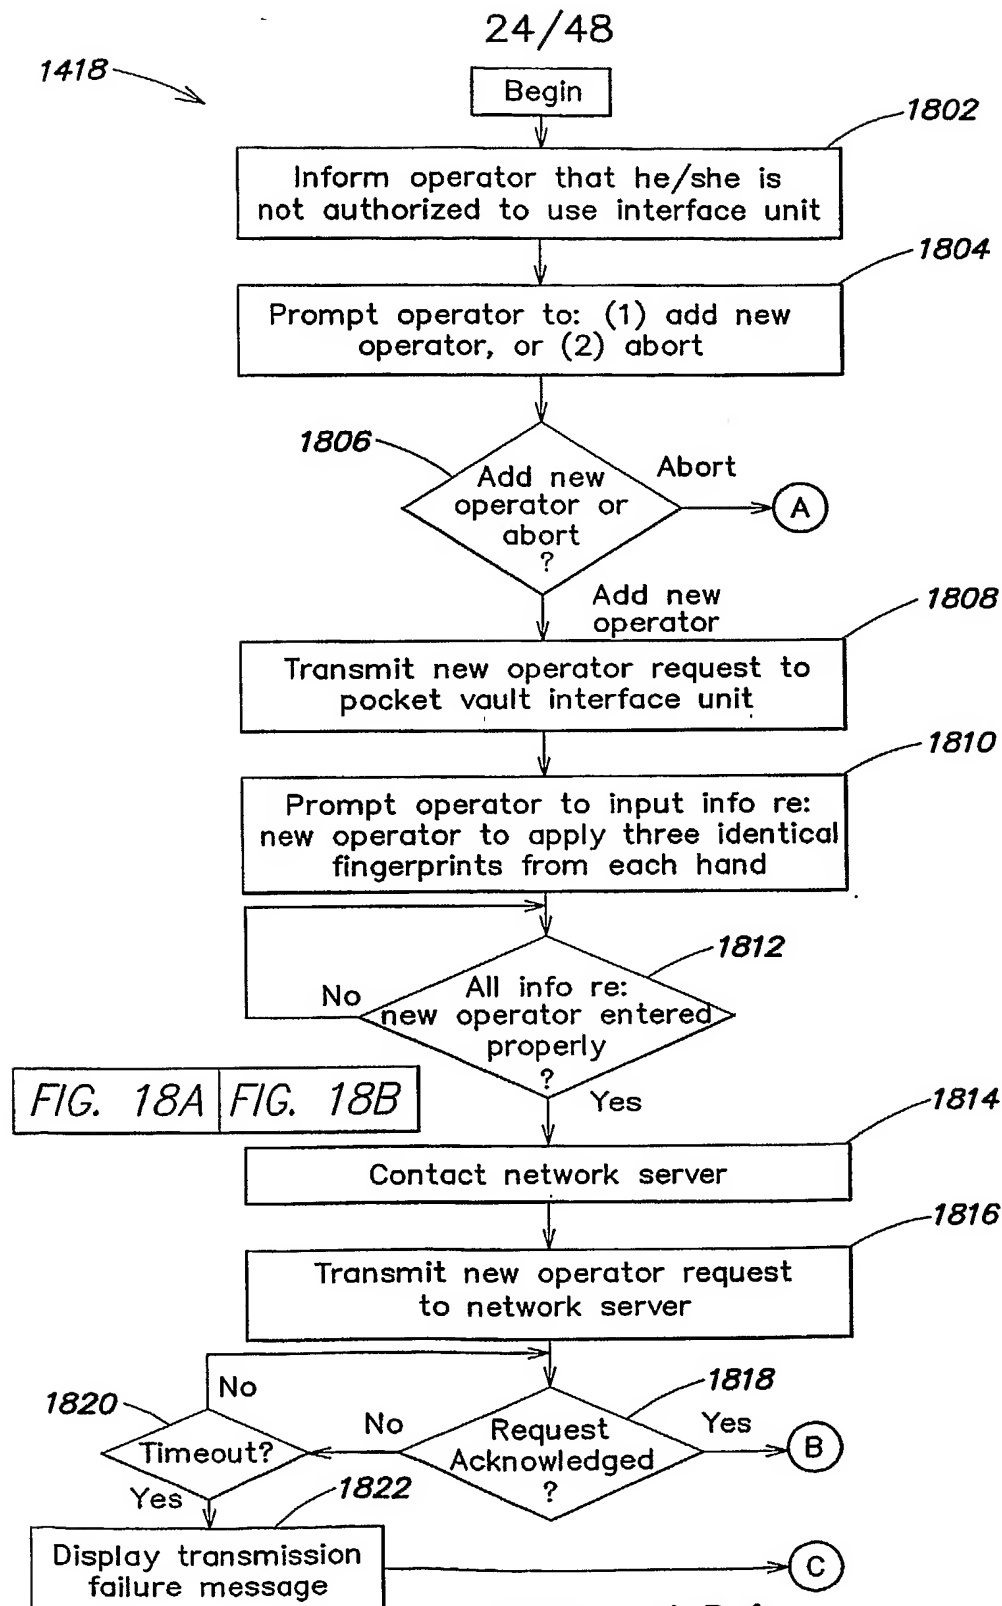 24/48
1418
Begin
1802
Inform operator that he/she is
not authorized to use interface unit
1804
Prompt operator to: (1) add new
operator, or (2) abort
1806
Add new
operator or
abort
?
Abort
A
Add new
operator
1808
Transmit new operator request to
pocket vault interface unit
1810
Prompt operator to input info re:
new operator to apply three identical
fingerprints from each hand
1812
All info re:
new operator entered
properly
?
No
Yes
FIG. 18A FIG. 18B
1814
Contact network server
1816
Transmit new operator request
to network server
1818
Request
Acknowledged
?
Yes
B
No
1820
Timeout?
No
Yes
1822
Display transmission
failure message
C